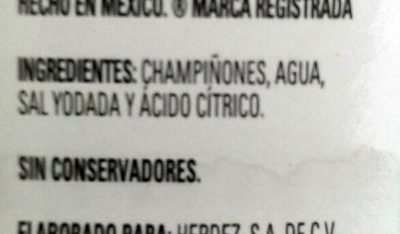 HECHO EN MÉXICO. ® MARCA REGISTRADA
INGREDIENTES: CHAMPIÑONES, AGUA,
SAL YODADA Y ÁCIDO CÍTRICO.
SIN CONSERVADORES.
ELABORADO PARA: HERDEZ, S.A. DE C.V.